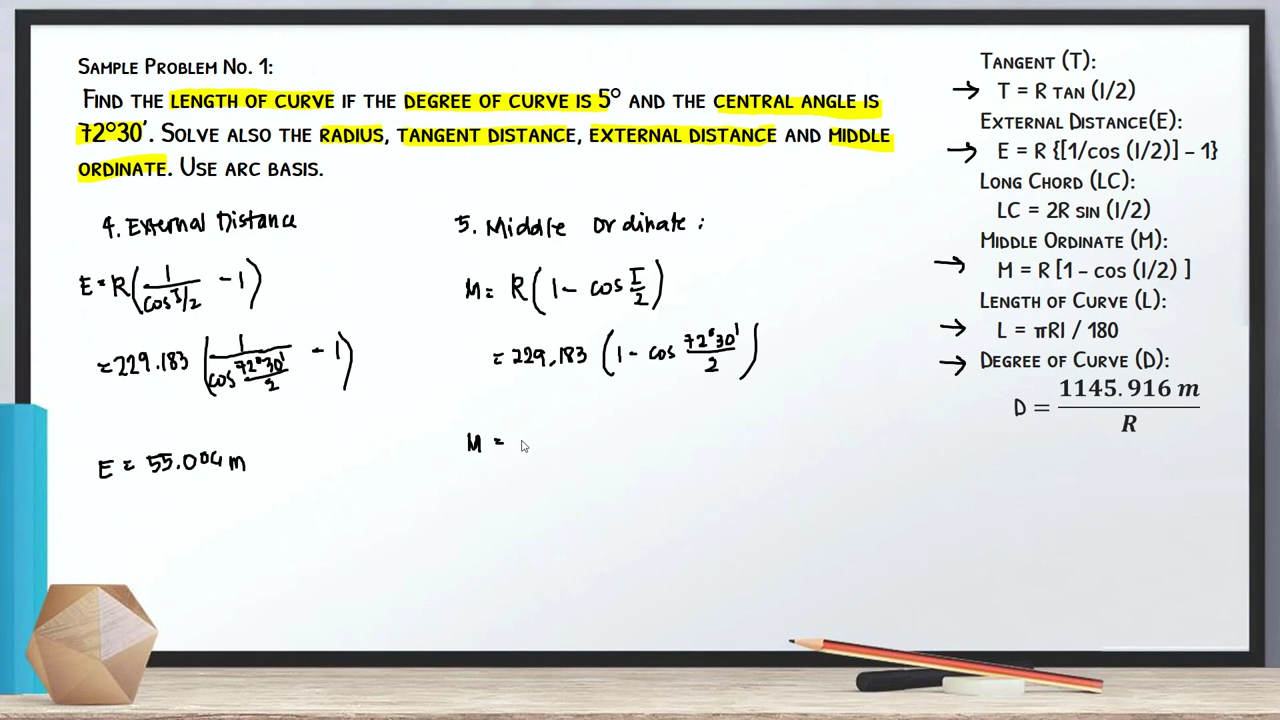 SAMPLE PROBLEM NO. 1:
FIND THE LENGTH OF CURVE IF THE DEGREE OF CURVE IS 5° AND THE CENTRAL ANGLE IS
72°30'. SOLVE ALSO THE RADIUS, TANGENT DISTANCE, EXTERNAL DISTANCE AND MIDDLE
ORDINATE. USE ARC BASIS.
4. External Distance
E = R(1/cos I/2 - 1)
= 229.183 (1/cos 72°30'/2 - 1)
E = 55.004 m
5. Middle Ordinate:
M = R(1 - cos I/2)
= 229.183 (1 - cos 72°30'/2)
M =
TANGENT (T):
→ T = R TAN (I/2)
EXTERNAL DISTANCE(E):
→ E = R {[1/cos (I/2)] – 1}
LONG CHORD (LC):
LC = 2R SIN (I/2)
MIDDLE ORDINATE (M):
→ M = R [1 – cos (I/2) ]
LENGTH OF CURVE (L):
→ L = πRI / 180
→ DEGREE OF CURVE (D):
D = 1145.916 m / R